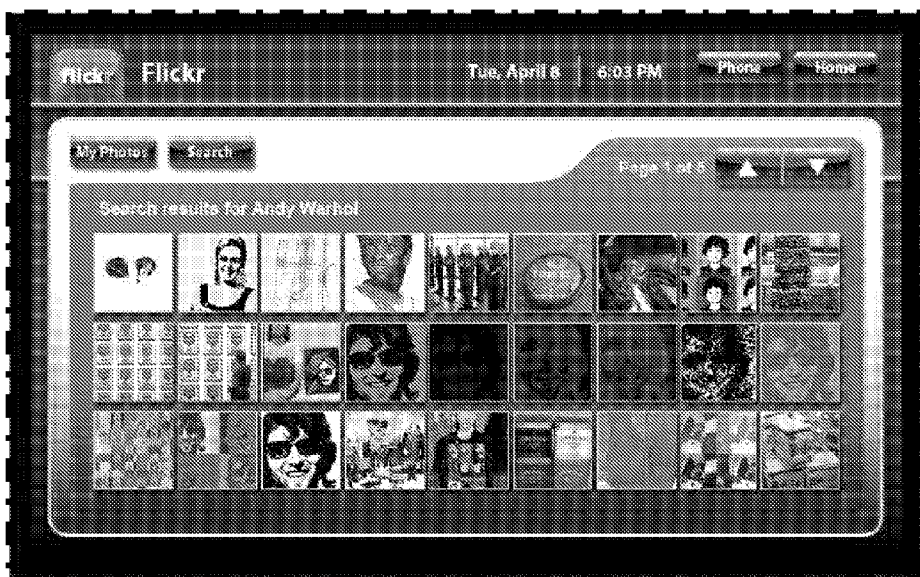 flickr Flickr Tue, April 8 6:03 PM Phone Home
My Photos Search Page 1 of 5
Search results for Andy Warhol